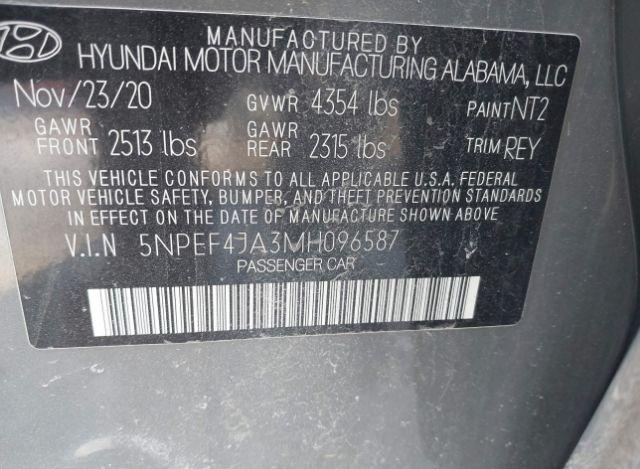 MANUFACTURED BY
HYUNDAI MOTOR MANUFACTURING ALABAMA, LLC
Nov/23/20 GVWR 4354 lbs PAINT NT2
GAWR FRONT 2513 lbs GAWR REAR 2315 lbs TRIM REY
THIS VEHICLE CONFORMS TO ALL APPLICABLE U.S.A. FEDERAL
MOTOR VEHICLE SAFETY, BUMPER, AND THEFT PREVENTION STANDARDS
IN EFFECT ON THE DATE OF MANUFACTURE SHOWN ABOVE
V.I.N 5NPEF4JA3MH096587
PASSENGER CAR